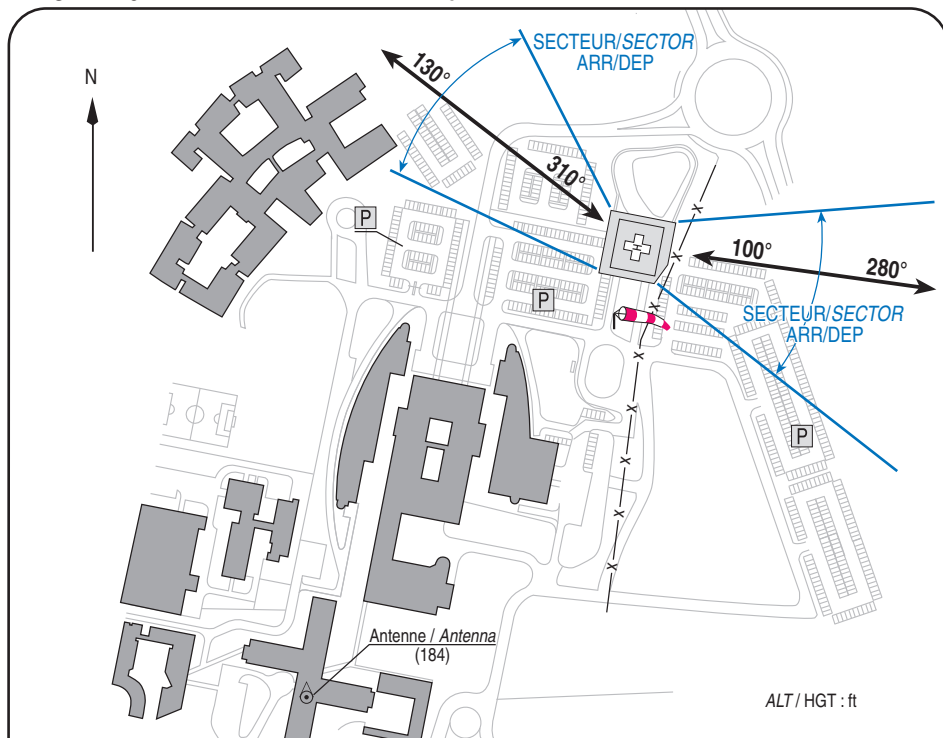 SECTEUR/SECTOR
ARR/DEP
N
130°
310°
P
H
100°
280°
P
SECTEUR/SECTOR
ARR/DEP
P
Antenne / Antenna
(184)
ALT / HGT : ft